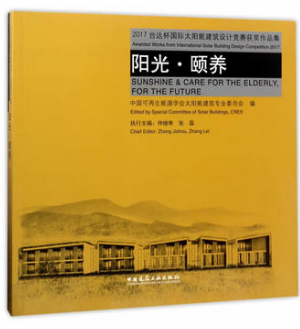 2017台达杯国际太阳能建筑设计竞赛获奖作品集
Awarded Works from International Solar Building Design Competition 2017
阳光·颐养
SUNSHINE & CARE FOR THE ELDERLY,
FOR THE FUTURE
中国可再生能源学会太阳能建筑专业委员会 编
Edited by Special Committee of Solar Buildings, CRES
执行主编：仲继寿 张磊
Chief Editor: Zhong Jishou, Zhang Lei
中国建筑工业出版社